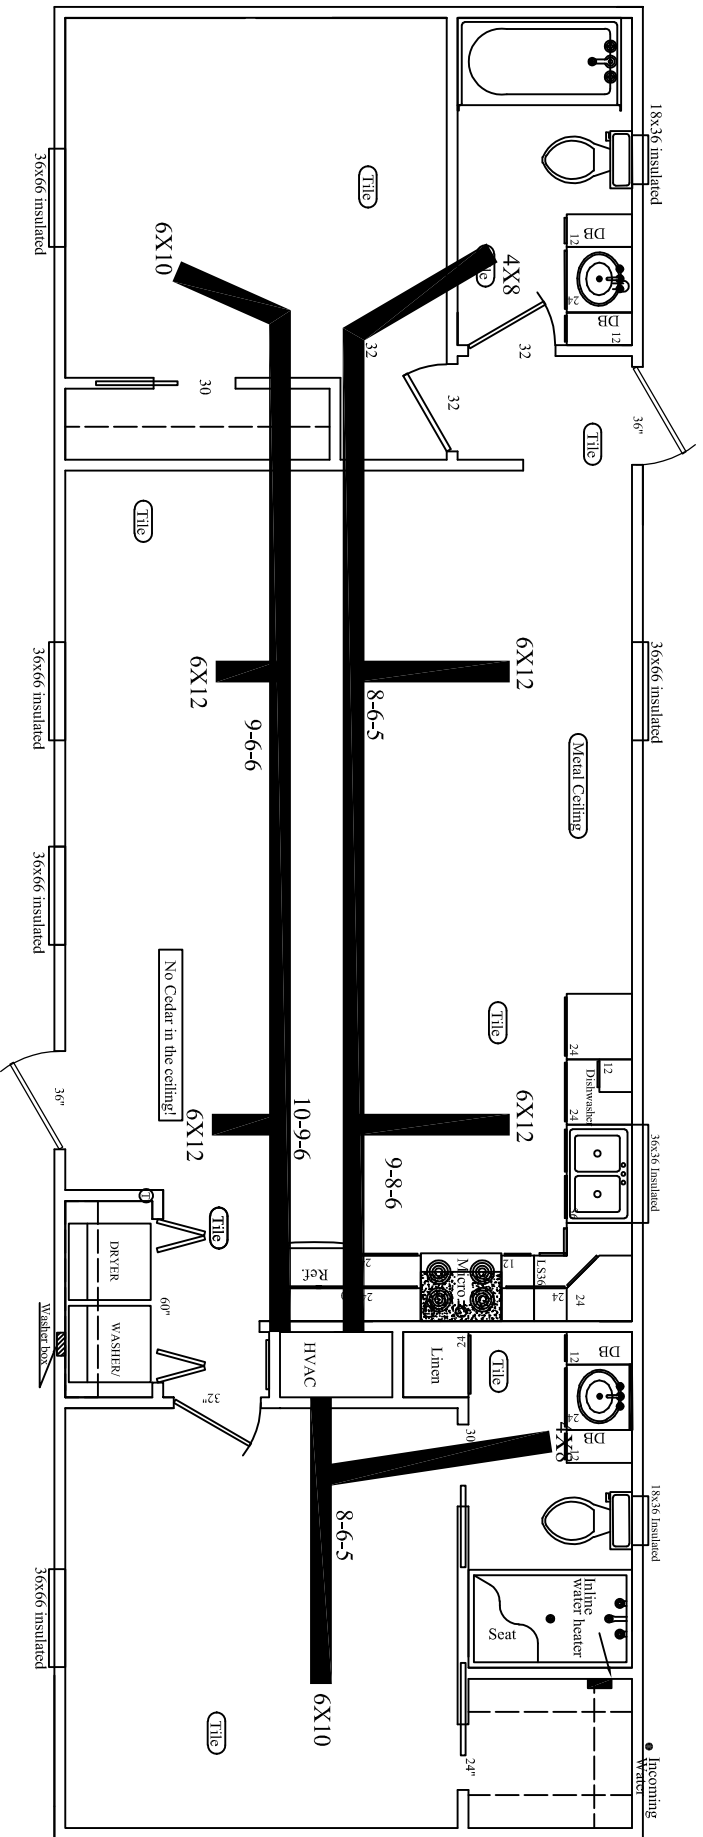 18x36 insulated
36x66 insulated
Tile
DB
12
24
DB
12
6X10
4X8
32
32
32
30
36"
Tile
Tile
36x66 insulated
36x66 insulated
6X12
6X12
8-6-5
9-6-6
Metal Ceiling
36x66 insulated
No Cedar in the ceiling!
Tile
24
12
Dishwasher
24
36"
10-9-6
6X12
6X12
9-8-6
36x36 Insulated
T
Tile
DRYER
60"
WASHER/
Washer box
Ref.
Micro
12
LS36
24
24
HVAC
Linen
24
Tile
DB
12
24
DB
12
32"
30
4X8
8-6-5
18x36 Insulated
36x66 insulated
Seat
Inline
water heater
6X10
Tile
24"
Incoming
Water